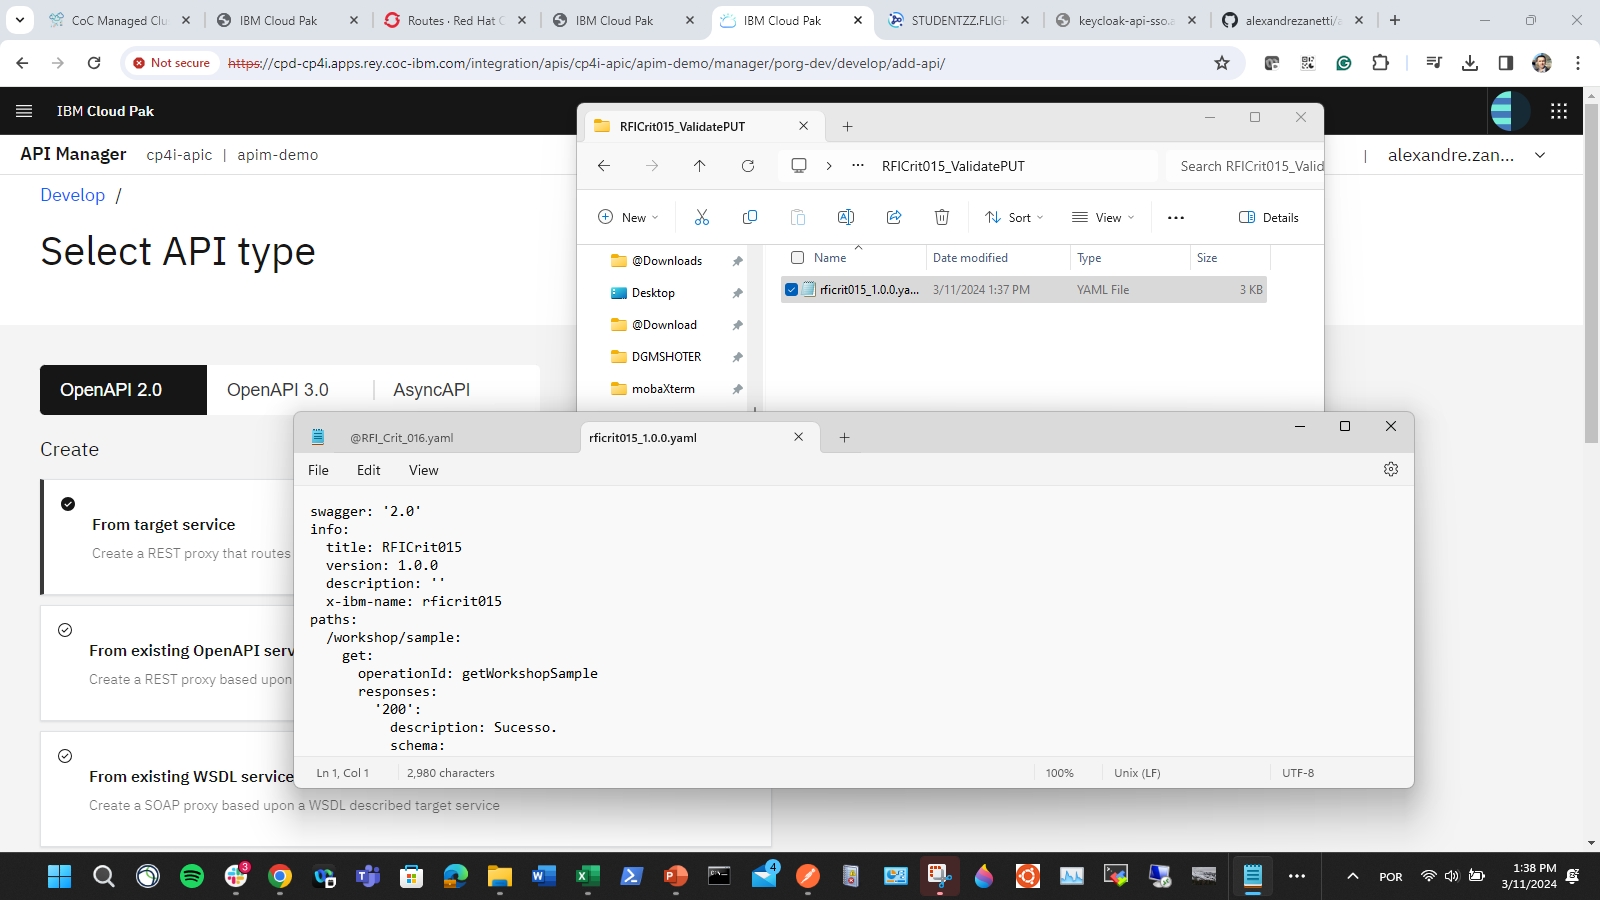 CoC Managed Clu
IBM Cloud Pak
Routes · Red Hat C
IBM Cloud Pak
IBM Cloud Pak
STUDENTZZ.FLIGH
keycloak-api-sso.a
alexandrezanetti/a
Not secure
https://cpd-cp4i.apps.rey.coc-ibm.com/integration/apis/cp4i-apic/apim-demo/manager/porg-dev/develop/add-api/
IBM Cloud Pak
API Manager cp4i-apic | apim-demo
| alexandre.zan...
Develop /
Select API type
OpenAPI 2.0
OpenAPI 3.0
AsyncAPI
Create
From target service
Create a REST proxy that routes
From existing OpenAPI serv
Create a REST proxy based upon
From existing WSDL service
Create a SOAP proxy based upon a WSDL described target service
RFICrit015_ValidatePUT
RFICrit015_ValidatePUT
Search RFICrit015_Valid
New
Sort
View
Details
@Downloads
Desktop
@Download
DGMSHOTER
mobaXterm
Name Date modified Type Size
rficrit015_1.0.0.ya... 3/11/2024 1:37 PM YAML File 3 KB
@RFI_Crit_016.yaml
rficrit015_1.0.0.yaml
File Edit View
swagger: '2.0'
info:
title: RFICrit015
version: 1.0.0
description: ''
x-ibm-name: rficrit015
paths:
/workshop/sample:
get:
operationId: getWorkshopSample
responses:
'200':
description: Sucesso.
schema:
Ln 1, Col 1 2,980 characters 100% Unix (LF) UTF-8
3
4
POR
1:38 PM
3/11/2024